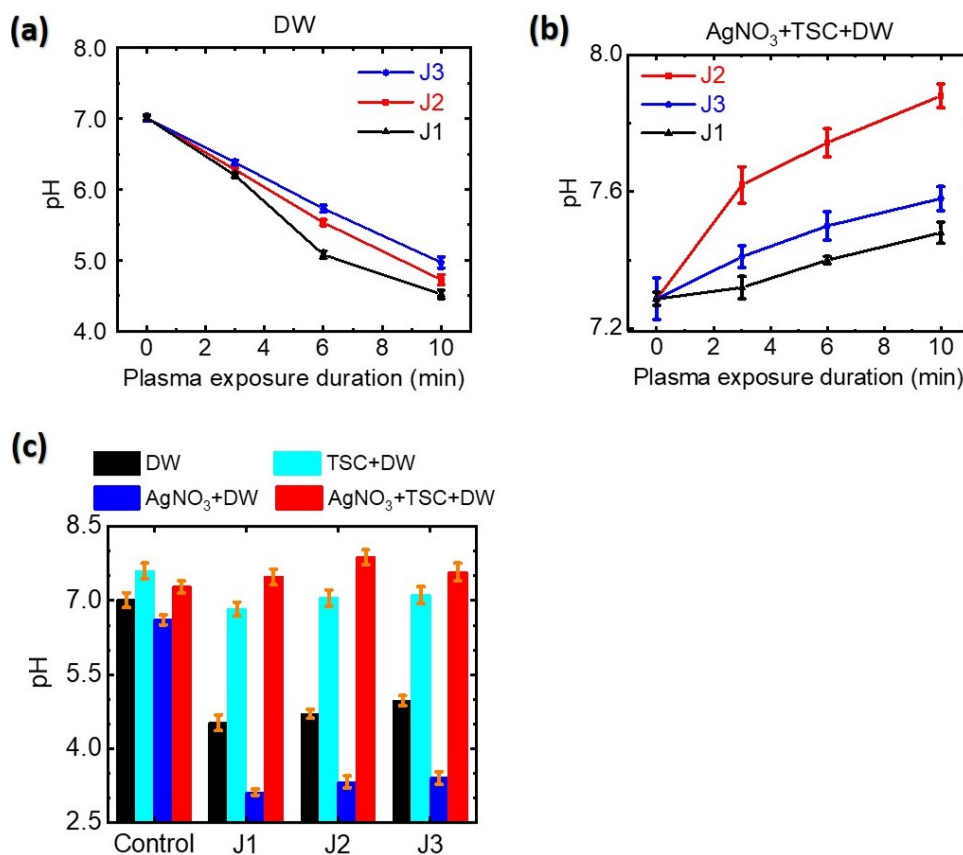 (a)
DW
8.0
7.0
6.0
5.0
4.0
pH
J3
J2
J1
0 2 4 6 8 10
Plasma exposure duration (min)
(b)
AgNO₃+TSC+DW
8.0
7.6
7.2
pH
J2
J3
J1
0 2 4 6 8 10
Plasma exposure duration (min)
(c)
DW TSC+DW
AgNO₃+DW AgNO₃+TSC+DW
8.5
7.0
5.5
4.0
2.5
pH
Control J1 J2 J3